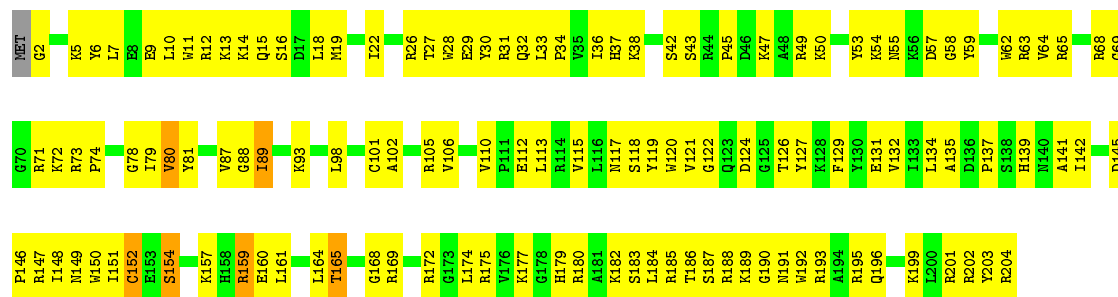 MET G2 K5 Y6 L7 E8 E9 L10 W11 R12 K13 K14 Q15 S16 D17 L18 M19 I22 R26 T27 W28 E29 Y30 R31 Q32 L33 P34 V35 I36 H37 K38 S42 S43 R44 P45 D46 K47 A48 R49 K50 Y53 K54 N55 K56 D57 G58 Y59 W62 R63 V64 R65 R68 C69
G70 R71 K72 R73 P74 G78 I79 V80 Y81 V87 G88 I89 K93 L98 C101 A102 R105 V106 V110 P111 E112 L113 R114 V115 L116 N117 S118 Y119 W120 V121 G122 Q123 D124 G125 T126 Y127 K128 F129 Y130 E131 V132 I133 L134 A135 D136 P137 S138 H139 N140 A141 I142 D145
P146 R147 I148 N149 W150 I151 C152 E153 S154 K157 H158 R159 E160 L161 L164 T165 G168 R169 R172 G173 L174 R175 V176 K177 G178 H179 R180 A181 K182 S183 L184 R185 T186 S187 R188 K189 G190 N191 W192 R193 A194 R195 Q196 K199 L200 R201 R202 Y203 R204